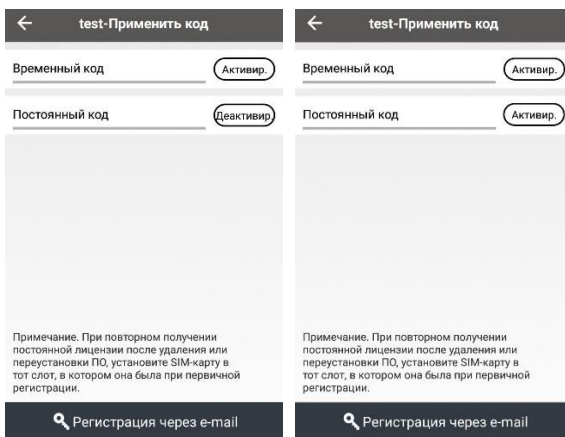 test-Применить код
Временный код
Активир.
Постоянный код
Деактивир.
Примечание. При повторном получении
постоянной лицензии после удаления или
переустановки ПО, установите SIM-карту в
тот слот, в котором она была при первичной
регистрации.
Регистрация через e-mail
test-Применить код
Временный код
Активир.
Постоянный код
Активир.
Примечание. При повторном получении
постоянной лицензии после удаления или
переустановки ПО, установите SIM-карту в
тот слот, в котором она была при первичной
регистрации.
Регистрация через e-mail